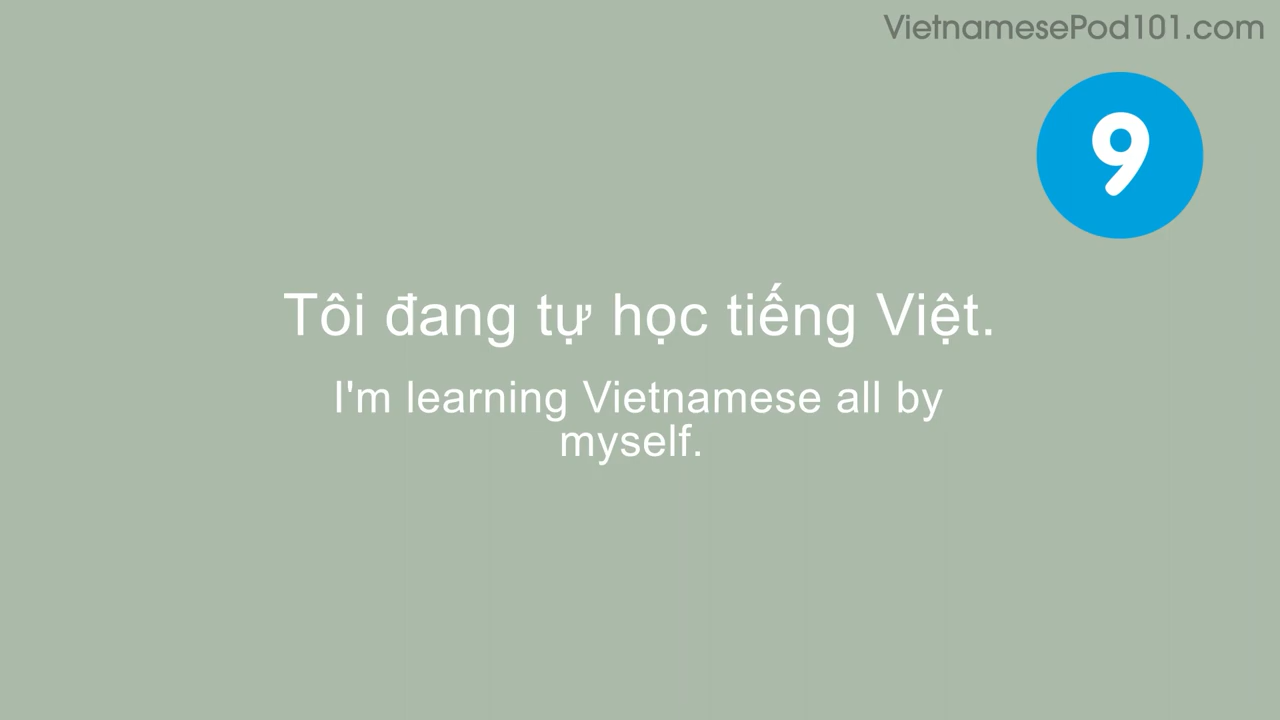 VietnamesePod101.com
9
Tôi đang tự học tiếng Việt.
I'm learning Vietnamese all by
myself.